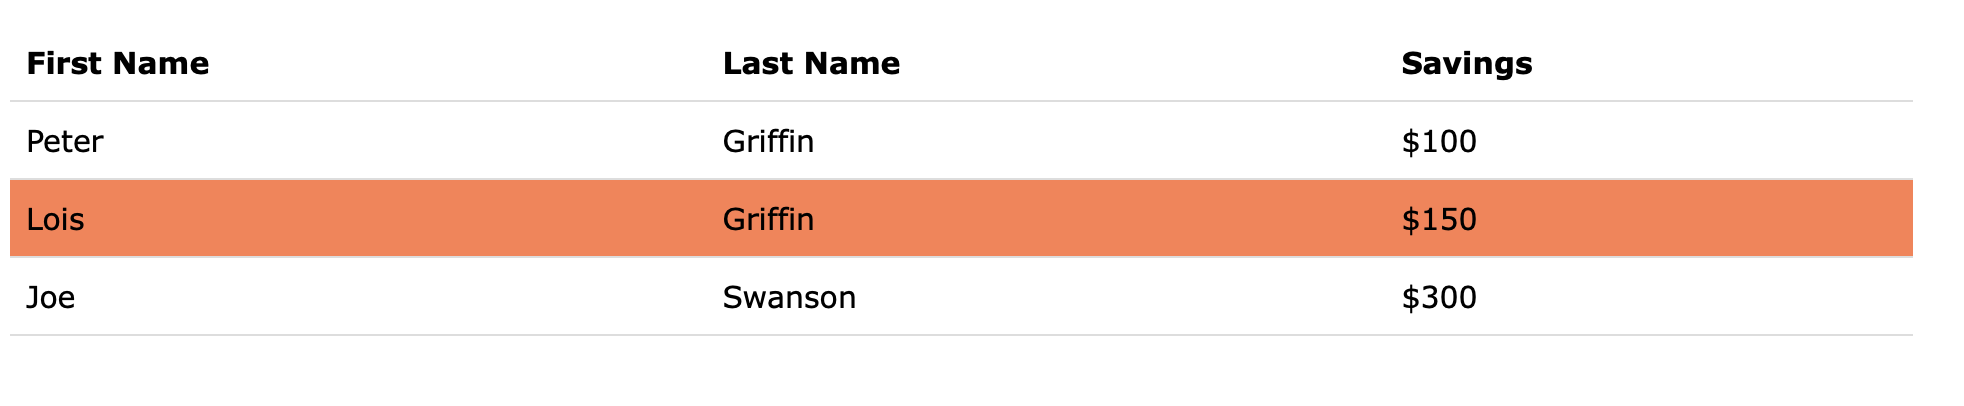 First Name Last Name Savings
Peter Griffin $100
Lois Griffin $150
Joe Swanson $300